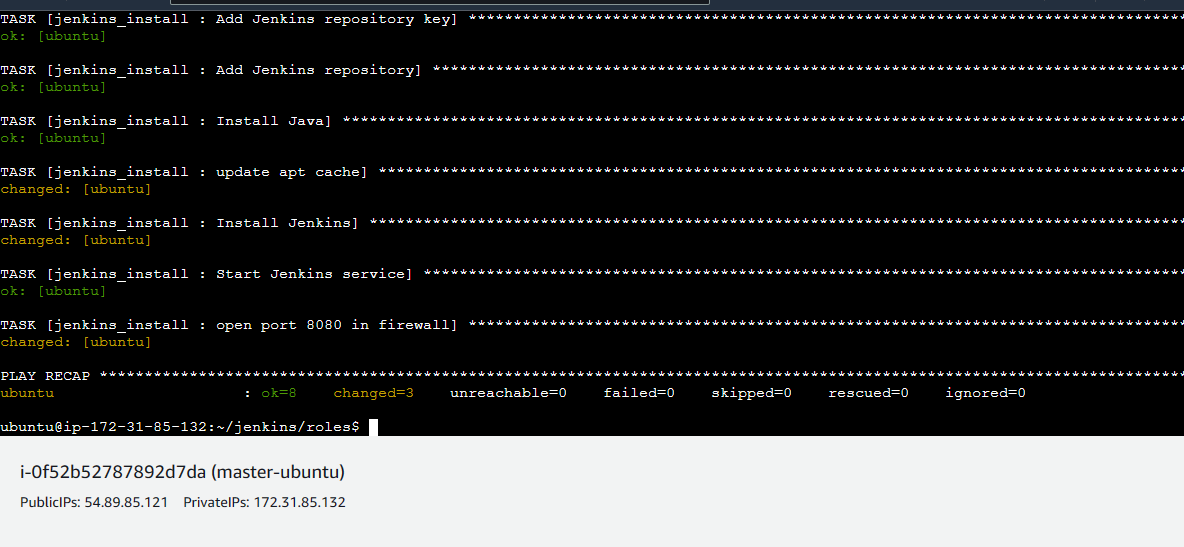 TASK [jenkins_install : Add Jenkins repository key] *******************************************************************************
ok: [ubuntu]
TASK [jenkins_install : Add Jenkins repository] ***********************************************************************************
ok: [ubuntu]
TASK [jenkins_install : Install Java] *********************************************************************************************
ok: [ubuntu]
TASK [jenkins_install : update apt cache] *****************************************************************************************
changed: [ubuntu]
TASK [jenkins_install : Install Jenkins] ******************************************************************************************
changed: [ubuntu]
TASK [jenkins_install : Start Jenkins service] ************************************************************************************
ok: [ubuntu]
TASK [jenkins_install : open port 8080 in firewall] *******************************************************************************
changed: [ubuntu]
PLAY RECAP ************************************************************************************************************************
ubuntu                     : ok=8    changed=3    unreachable=0    failed=0    skipped=0    rescued=0    ignored=0
ubuntu@ip-172-31-85-132:~/jenkins/roles$
i-0f52b52787892d7da (master-ubuntu)
PublicIPs: 54.89.85.121 PrivateIPs: 172.31.85.132